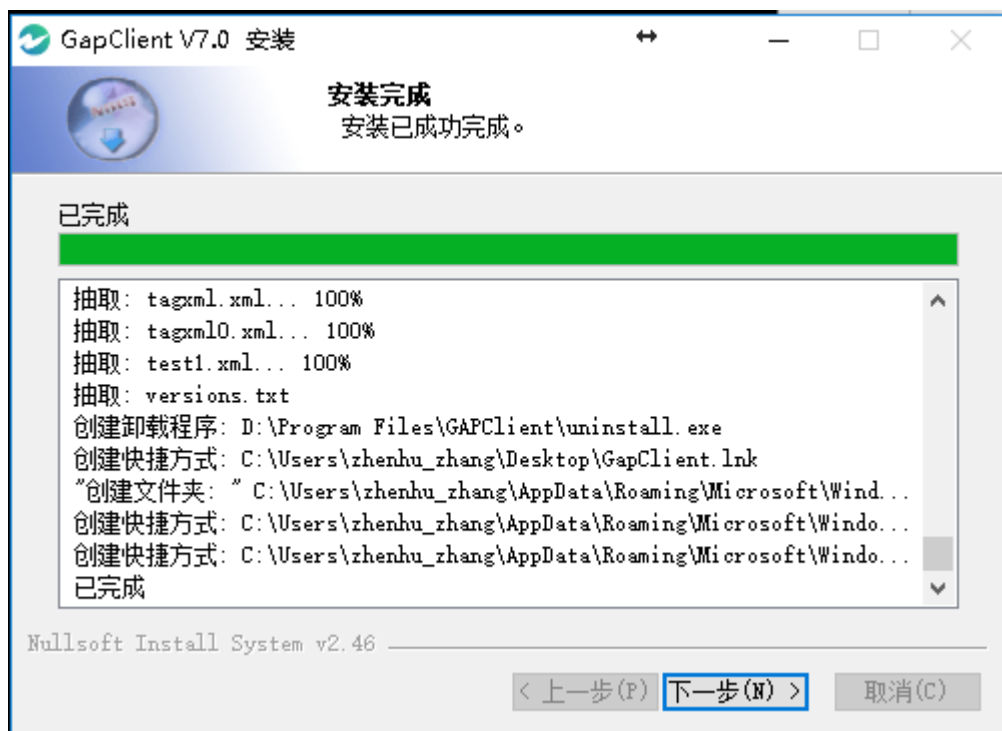 GapClient V7.0 安装
安装完成
安装已成功完成。
已完成
抽取: tagxml.xml... 100%
抽取: tagxml0.xml... 100%
抽取: test1.xml... 100%
抽取: versions.txt
创建卸载程序: D:\Program Files\GAPClient\uninstall.exe
创建快捷方式: C:\Users\zhenhu_zhang\Desktop\GapClient.lnk
"创建文件夹: " C:\Users\zhenhu_zhang\AppData\Roaming\Microsoft\Wind...
创建快捷方式: C:\Users\zhenhu_zhang\AppData\Roaming\Microsoft\Windo...
创建快捷方式: C:\Users\zhenhu_zhang\AppData\Roaming\Microsoft\Windo...
已完成
Nullsoft Install System v2.46
< 上一步(P) 下一步(N) > 取消(C)